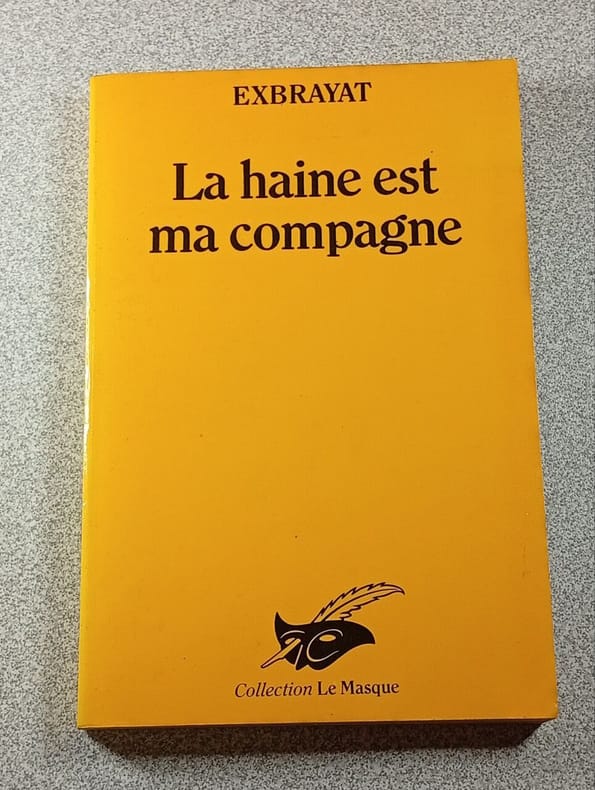 EXBRAYAT
La haine est
ma compagne
Collection Le Masque